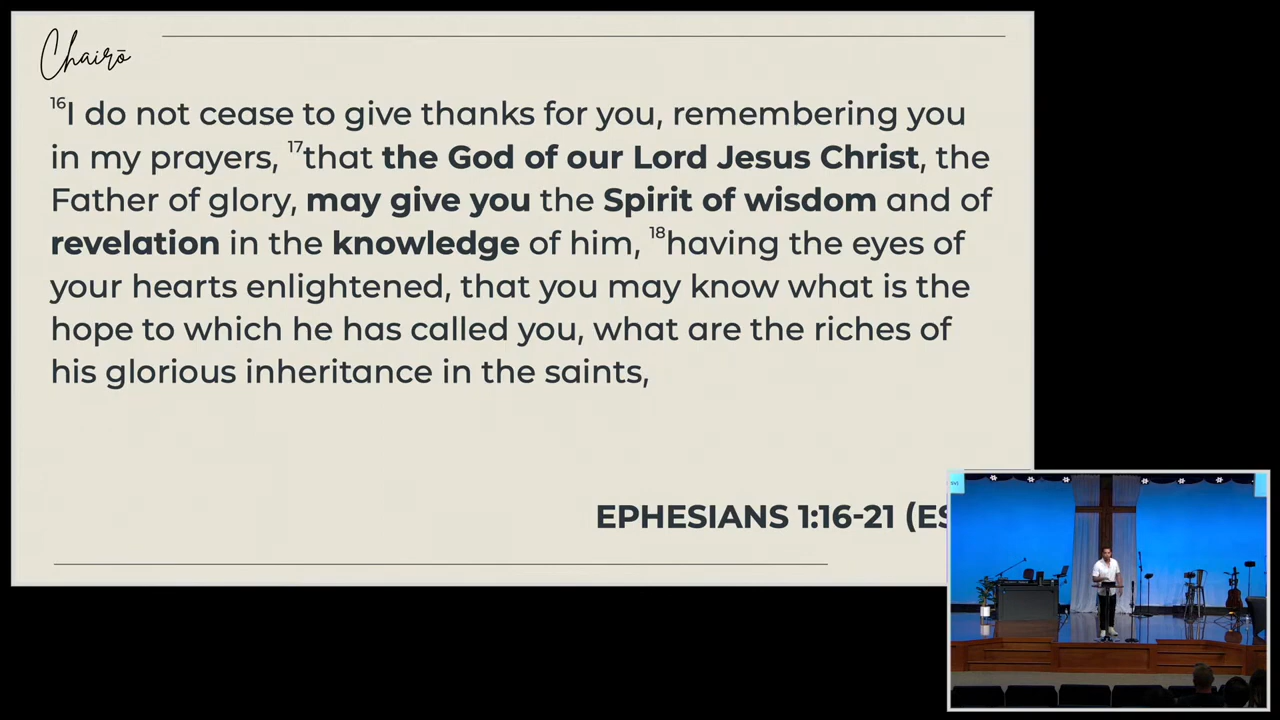 Chairō
16I do not cease to give thanks for you, remembering you
in my prayers, 17that the God of our Lord Jesus Christ, the
Father of glory, may give you the Spirit of wisdom and of
revelation in the knowledge of him, 18having the eyes of
your hearts enlightened, that you may know what is the
hope to which he has called you, what are the riches of
his glorious inheritance in the saints,
EPHESIANS 1:16-21 (ES